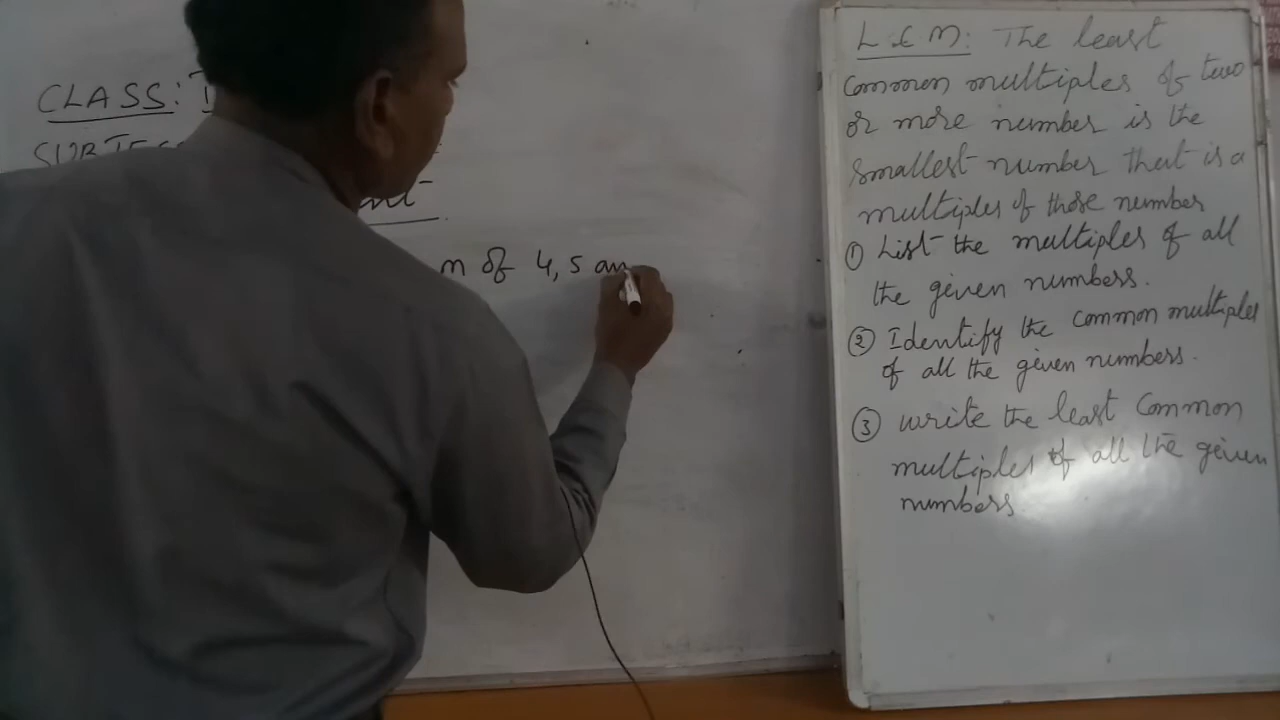 CLASS: I
SUBJEC
m of 4, 5 an
L C M: The least
Common multiples of two
or more number is the
smallest number that is a
multiples of those number
① List the multiples of all
the given numbers.
② Identify the common multiples
of all the given numbers.
③ write the least Common
multiples of all the given
numbers.